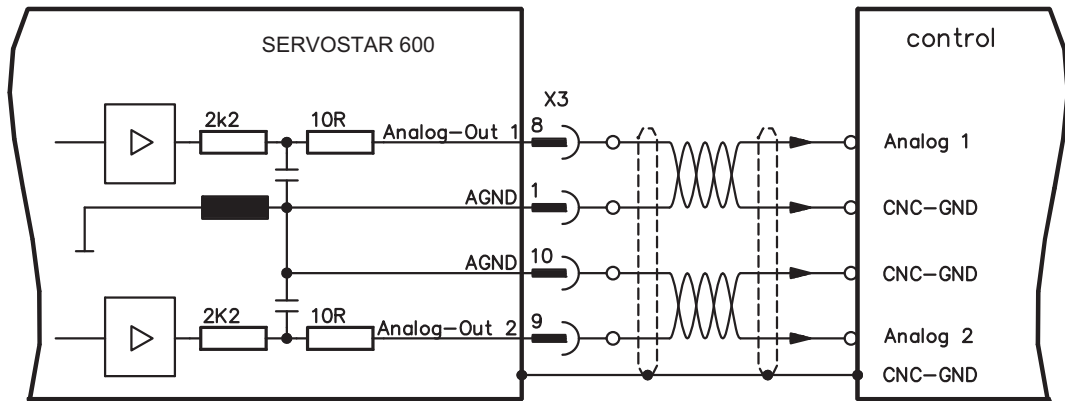 SERVOSTAR 600
control
X3
2k2
10R
Analog-Out 1
8
Analog 1
AGND
1
CNC-GND
AGND
10
CNC-GND
2K2
10R
Analog-Out 2
9
Analog 2
CNC-GND